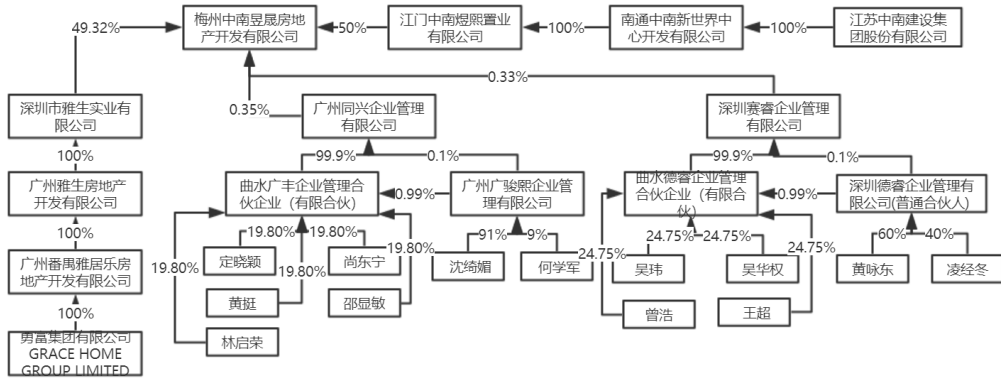 49.32%
梅州中南昱晟房地
产开发有限公司
50%
江门中南煜熙置业
有限公司
100%
南通中南新世界中
心开发有限公司
100%
江苏中南建设集
团股份有限公司
0.33%
深圳市雅生实业有
限公司
0.35%
广州同兴企业管理
有限公司
深圳赛睿企业管理
有限公司
100%
99.9%
0.1%
99.9%
0.1%
广州雅生房地产
开发有限公司
曲水广丰企业管理合
伙企业（有限合伙）
0.99%
广州广骏熙企业管
理有限公司
曲水德睿企业管理
合伙企业（有限合
伙）
0.99%
深圳德睿企业管理有
限公司(普通合伙人)
100%
19.80%
19.80%
91%
9%
24.75%
24.75%
60%
40%
广州番禺雅居乐房
地产开发有限公司
19.80%
定晓颖
19.80%
尚东宁
19.80%
沈绮媚
何学军
24.75%
吴玮
吴华权
24.75%
黄咏东
凌经冬
黄挺
邵显敏
曾浩
王超
100%
林启荣
勇富集团有限公司
GRACE HOME
GROUP LIMITED